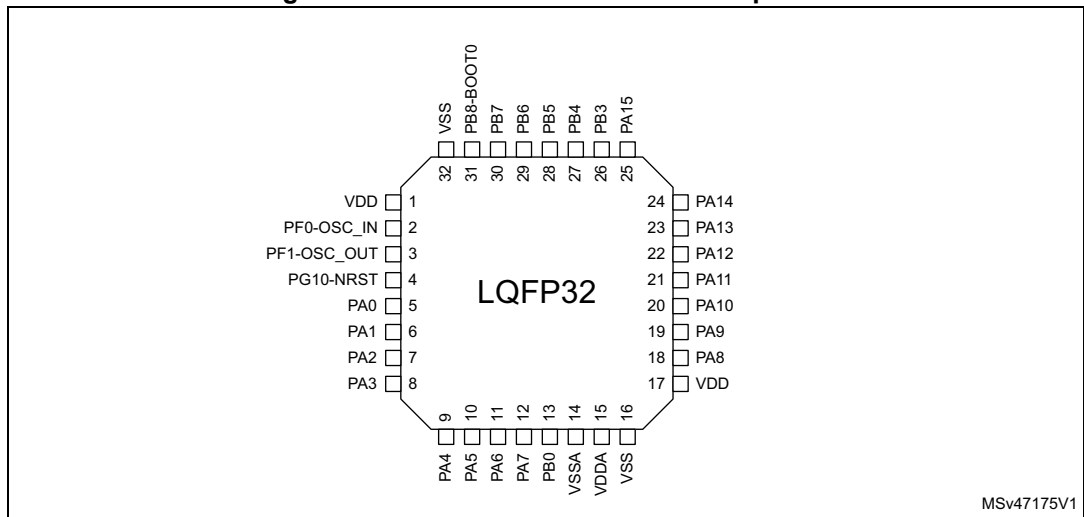 VSS
PB8-BOOT0
PB7
PB6
PB5
PB4
PB3
PA15
32
31
30
29
28
27
26
25
VDD 1
PF0-OSC_IN 2
PF1-OSC_OUT 3
PG10-NRST 4
PA0 5
PA1 6
PA2 7
PA3 8
LQFP32
24 PA14
23 PA13
22 PA12
21 PA11
20 PA10
19 PA9
18 PA8
17 VDD
9
10
11
12
13
14
15
16
PA4
PA5
PA6
PA7
PB0
VSSA
VDDA
VSS
MSv47175V1